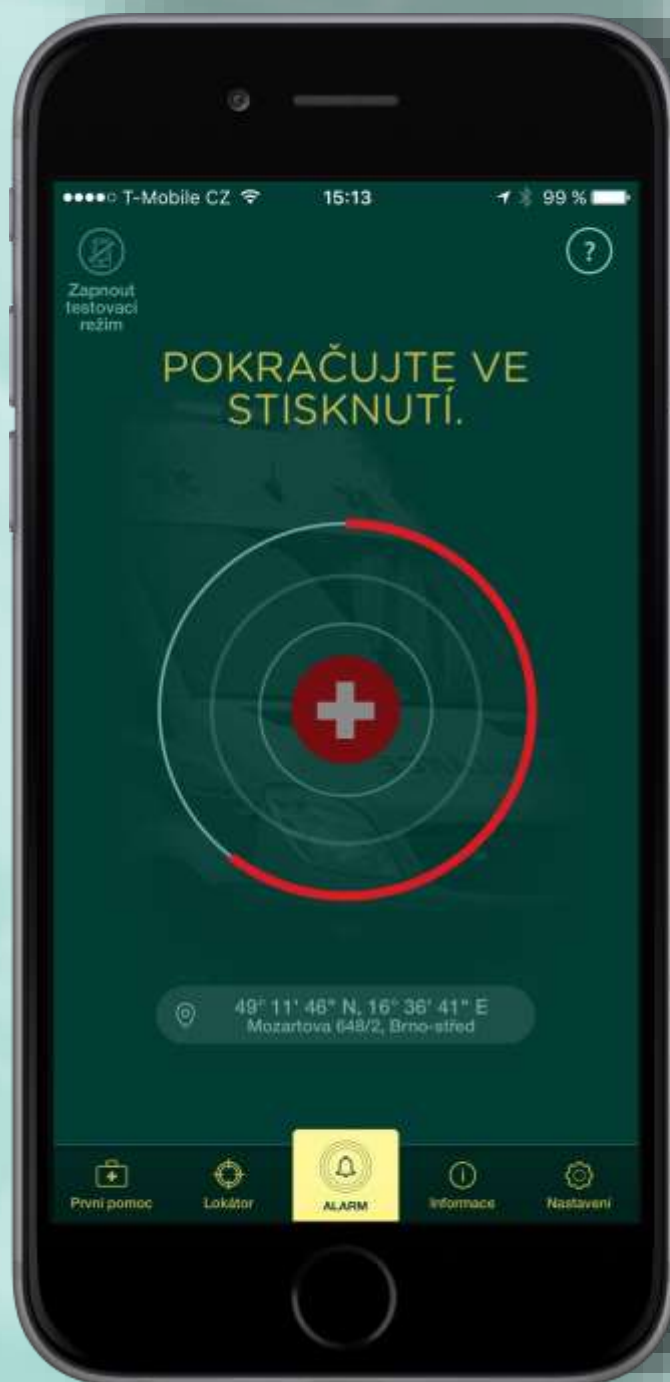 T-Mobile CZ 15:13 99 %
?
Zapnout
testovací
režim
POKRAČUJTE VE
STISKNUTÍ.
49° 11' 46" N, 16° 36' 41" E
Mozartova 648/2, Brno-střed
První pomoc Lokátor ALARM Informace Nastavení